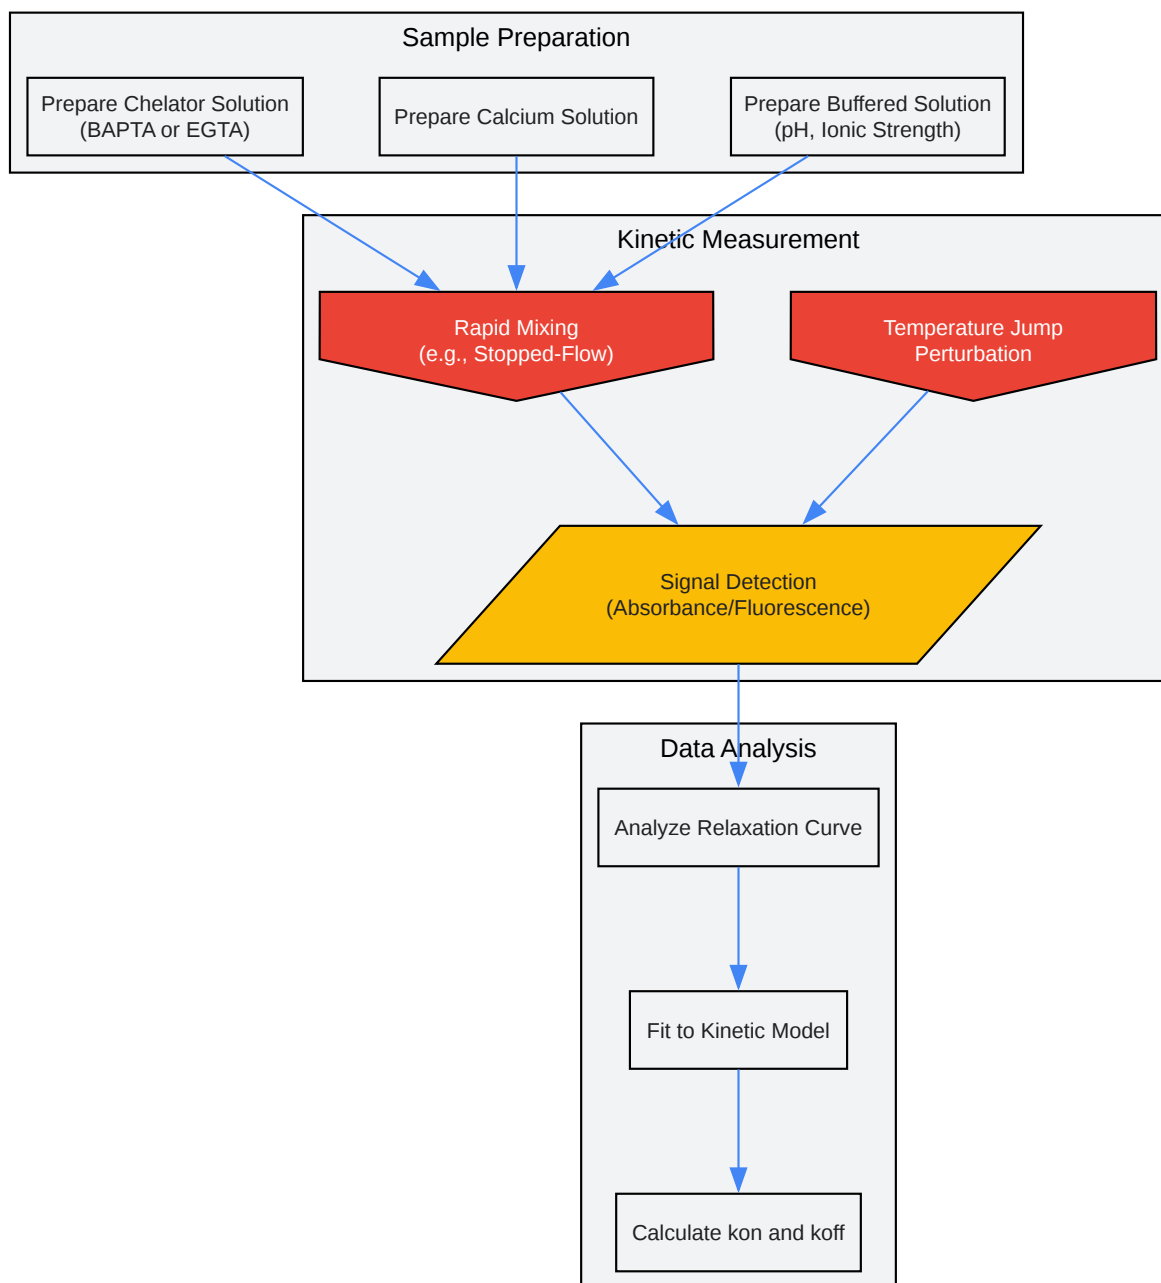 Sample Preparation
Prepare Chelator Solution
(BAPTA or EGTA)
Prepare Calcium Solution
Prepare Buffered Solution
(pH, Ionic Strength)
Kinetic Measurement
Rapid Mixing
(e.g., Stopped-Flow)
Temperature Jump
Perturbation
Signal Detection
(Absorbance/Fluorescence)
Data Analysis
Analyze Relaxation Curve
Fit to Kinetic Model
Calculate kon and koff